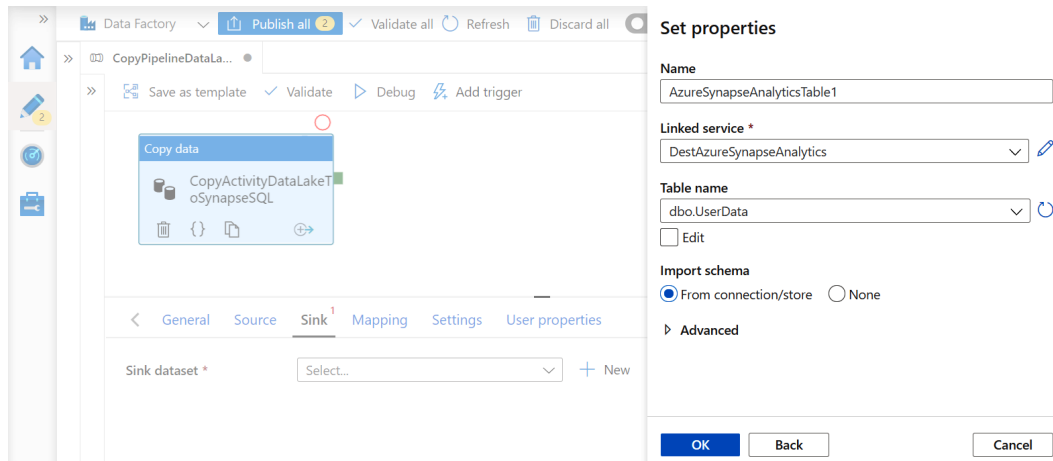 Data Factory
Publish all 2
Validate all
Refresh
Discard all
2
CopyPipelineDataLa...
Save as template
Validate
Debug
Add trigger
Copy data
CopyActivityDataLakeT
oSynapseSQL
General
Source
Sink 1
Mapping
Settings
User properties
Sink dataset *
Select...
New
Set properties
Name
AzureSynapseAnalyticsTable1
Linked service *
DestAzureSynapseAnalytics
Table name
dbo.UserData
Edit
Import schema
From connection/store
None
Advanced
OK
Back
Cancel